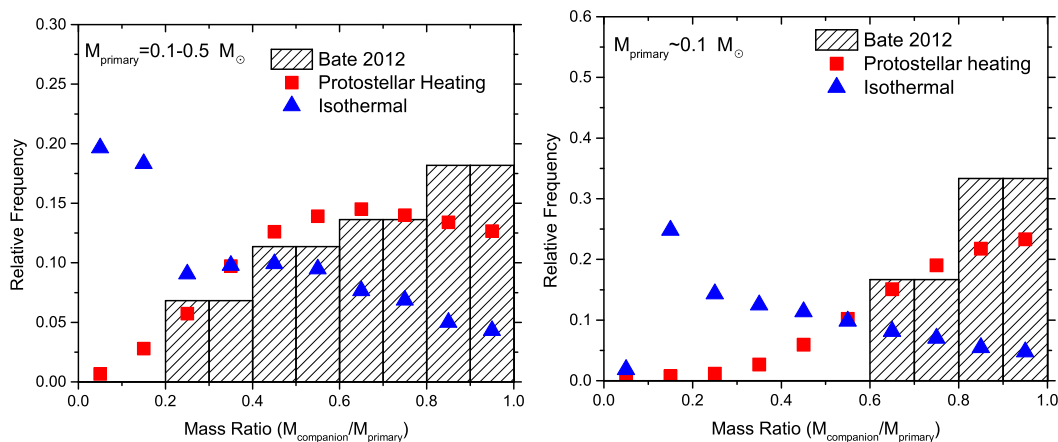 M_primary=0.1-0.5 M_☉
Bate 2012
Protostellar Heating
Isothermal
0.30
0.25
0.20
0.15
0.10
0.05
0.00
Relative Frequency
0.0 0.2 0.4 0.6 0.8 1.0
Mass Ratio (M_companion/M_primary)
M_primary~0.1 M_☉
Bate 2012
Protostellar heating
Isothermal
0.6
0.5
0.4
0.3
0.2
0.1
0.0
Relative Frequency
0.0 0.2 0.4 0.6 0.8 1.0
Mass Ratio (M_companion/M_primary)